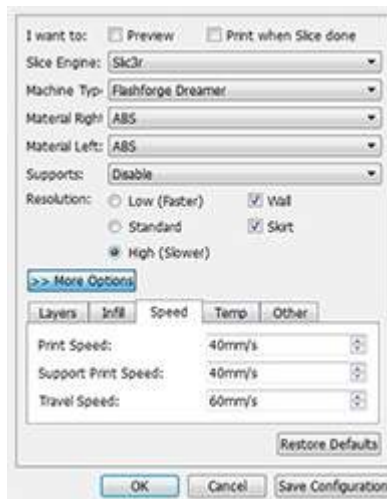 I want to: Preview Print when Slice done
Slice Engine: Slic3r
Machine Typ Flashforge Dreamer
Material Right ABS
Material Left: ABS
Supports: Disable
Resolution: Low (Faster) Wall
Standard Skirt
High (Slower)
>> More Options
Layers Infill Speed Temp Other
Print Speed: 40mm/s
Support Print Speed: 40mm/s
Travel Speed: 60mm/s
Restore Defaults
OK Cancel Save Configuration